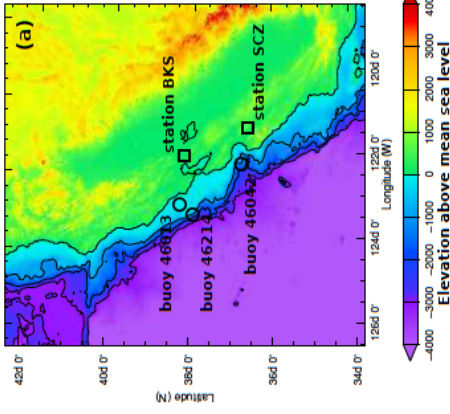 (a)
station BKS
station SCZ
buoy 46013
buoy 46214
buoy 46042
42d 0'
40d 0'
38d 0'
36d 0'
34d 0'
Latitude (N)
126d 0'
124d 0'
122d 0'
120d 0'
Longitude (W)
−4000
−3000
−2000
−1000
0
1000
2000
3000
Elevation above mean sea level